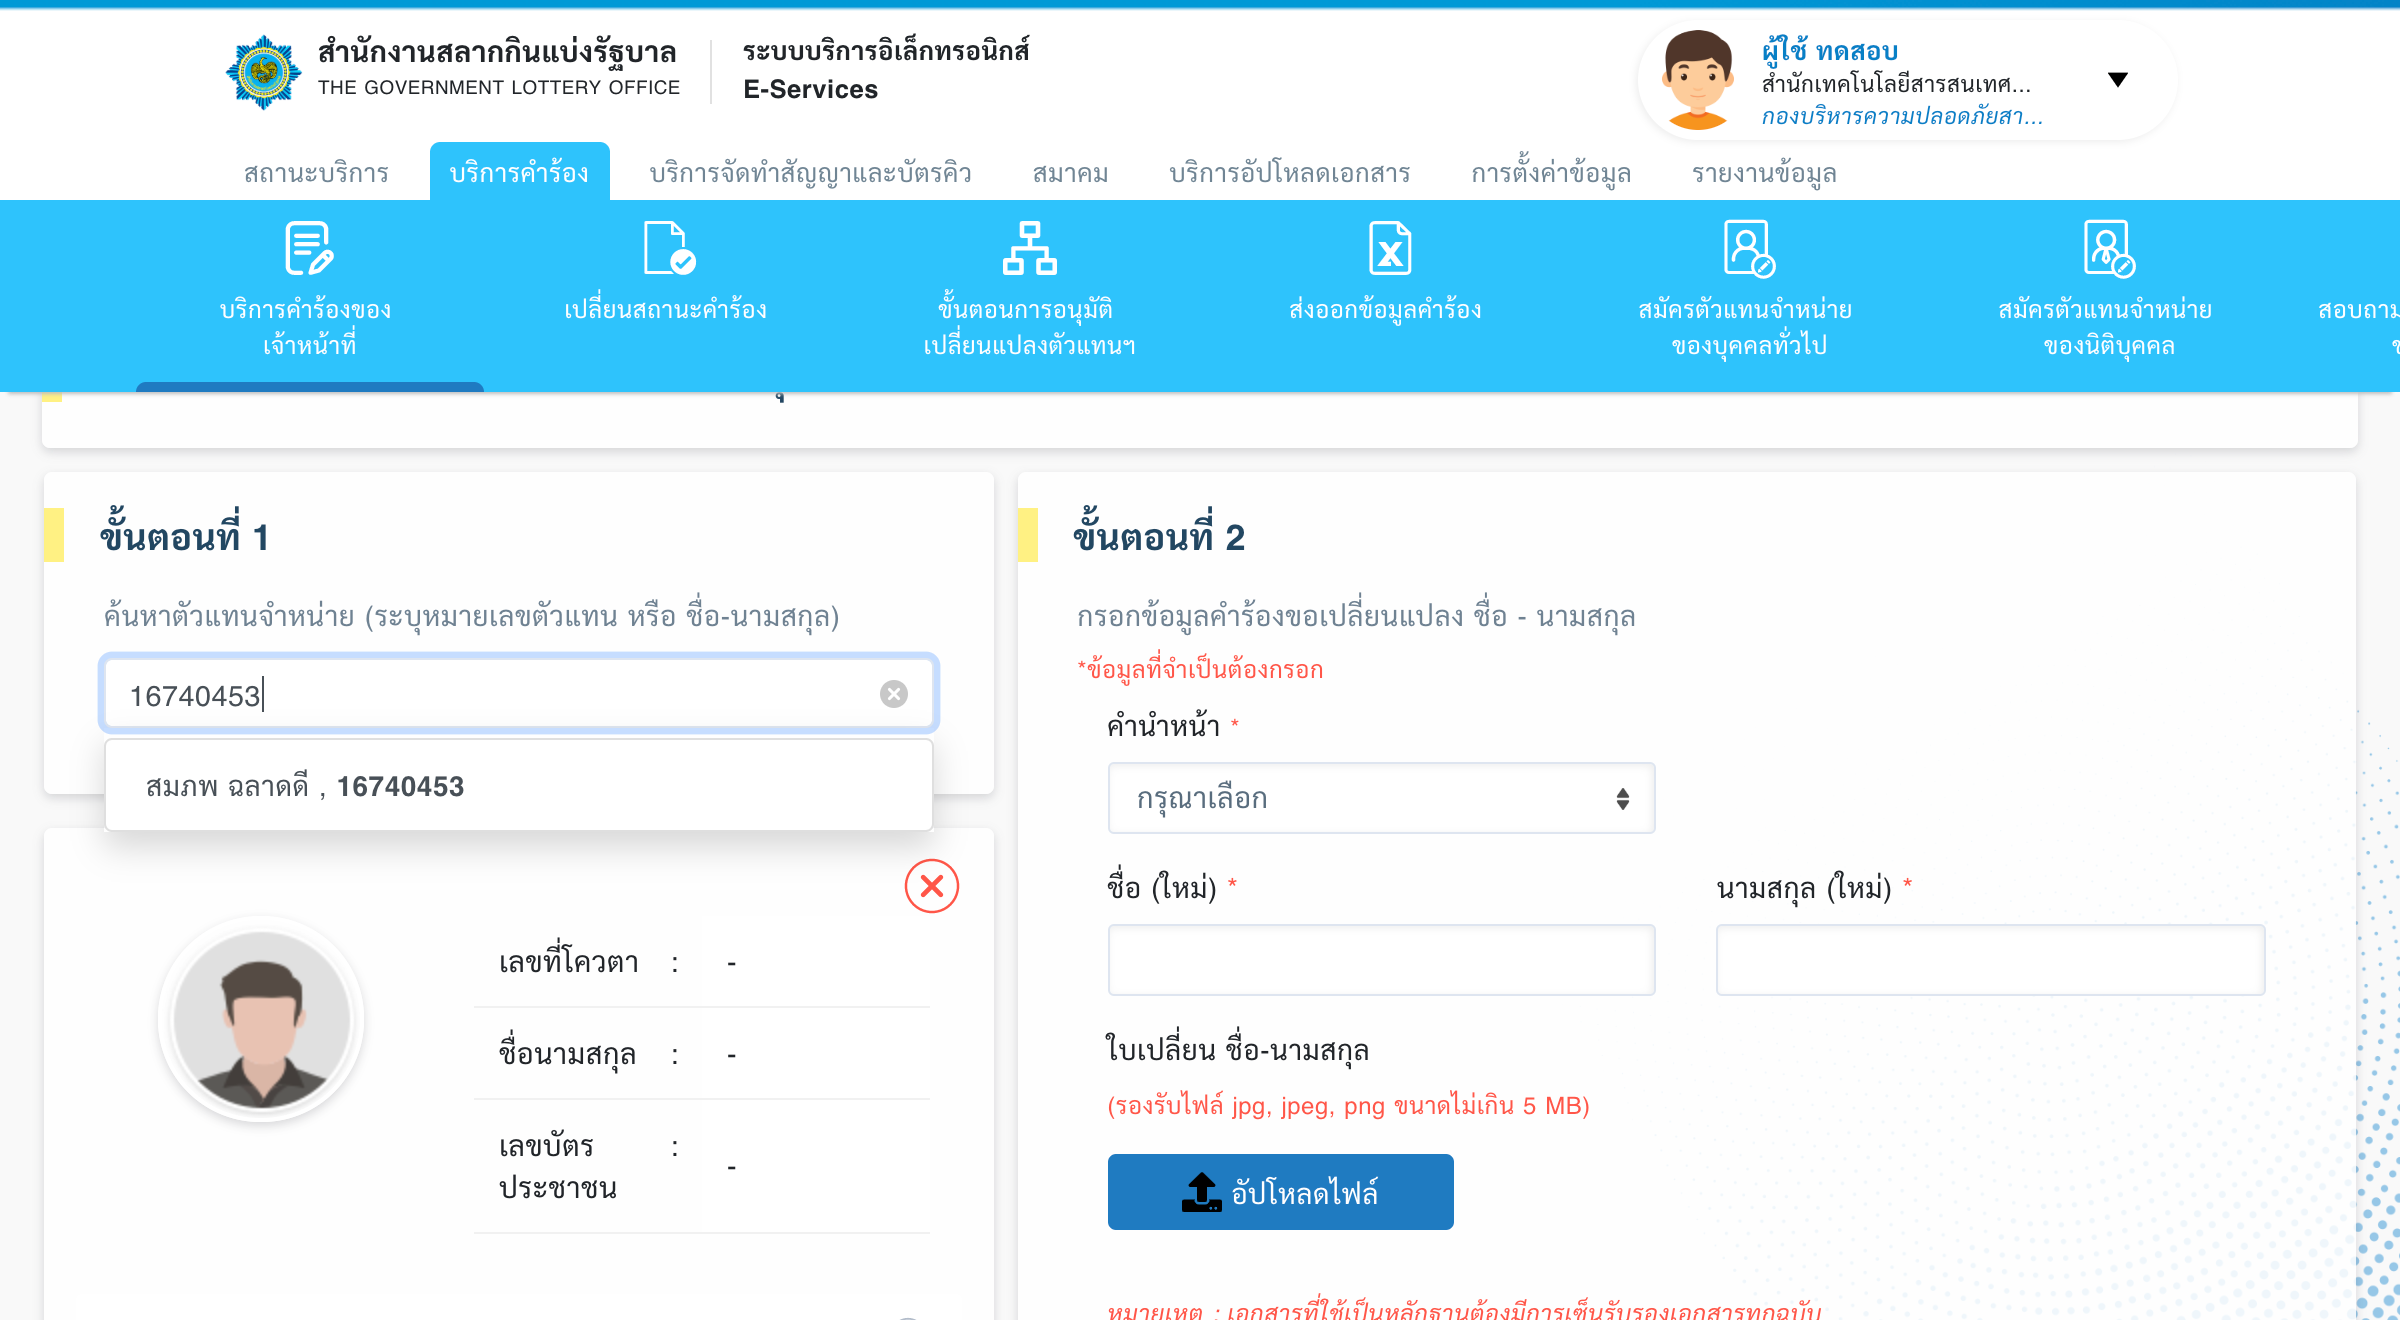 สำนักงานสลากกินแบ่งรัฐบาล
THE GOVERNMENT LOTTERY OFFICE
ระบบบริการอิเล็กทรอนิกส์
E-Services
ผู้ใช้ ทดสอบ
สำนักเทคโนโลยีสารสนเทศ...
กองบริหารความปลอดภัยสา...
สถานะบริการ
บริการคำร้อง
บริการจัดทำสัญญาและบัตรคิว
สมาคม
บริการอัปโหลดเอกสาร
การตั้งค่าข้อมูล
รายงานข้อมูล
บริการคำร้องของ
เจ้าหน้าที่
เปลี่ยนสถานะคำร้อง
ขั้นตอนการอนุมัติ
เปลี่ยนแปลงตัวแทนฯ
ส่งออกข้อมูลคำร้อง
สมัครตัวแทนจำหน่าย
ของบุคคลทั่วไป
สมัครตัวแทนจำหน่าย
ของนิติบุคคล
สอบถาม
ขั้นตอนที่ 1
ค้นหาตัวแทนจำหน่าย (ระบุหมายเลขตัวแทน หรือ ชื่อ-นามสกุล)
16740453
สมภพ ฉลาดดี , 16740453
เลขที่โควตา : -
ชื่อนามสกุล : -
เลขบัตร : -
ประชาชน
ขั้นตอนที่ 2
กรอกข้อมูลคำร้องขอเปลี่ยนแปลง ชื่อ - นามสกุล
*ข้อมูลที่จำเป็นต้องกรอก
คำนำหน้า *
กรุณาเลือก
ชื่อ (ใหม่) *
นามสกุล (ใหม่) *
ใบเปลี่ยน ชื่อ-นามสกุล
(รองรับไฟล์ jpg, jpeg, png ขนาดไม่เกิน 5 MB)
อัปโหลดไฟล์
หมายเหตุ : เอกสารที่ใช้เป็นหลักฐานต้องมีการเซ็นรับรองเอกสารทุกฉบับ